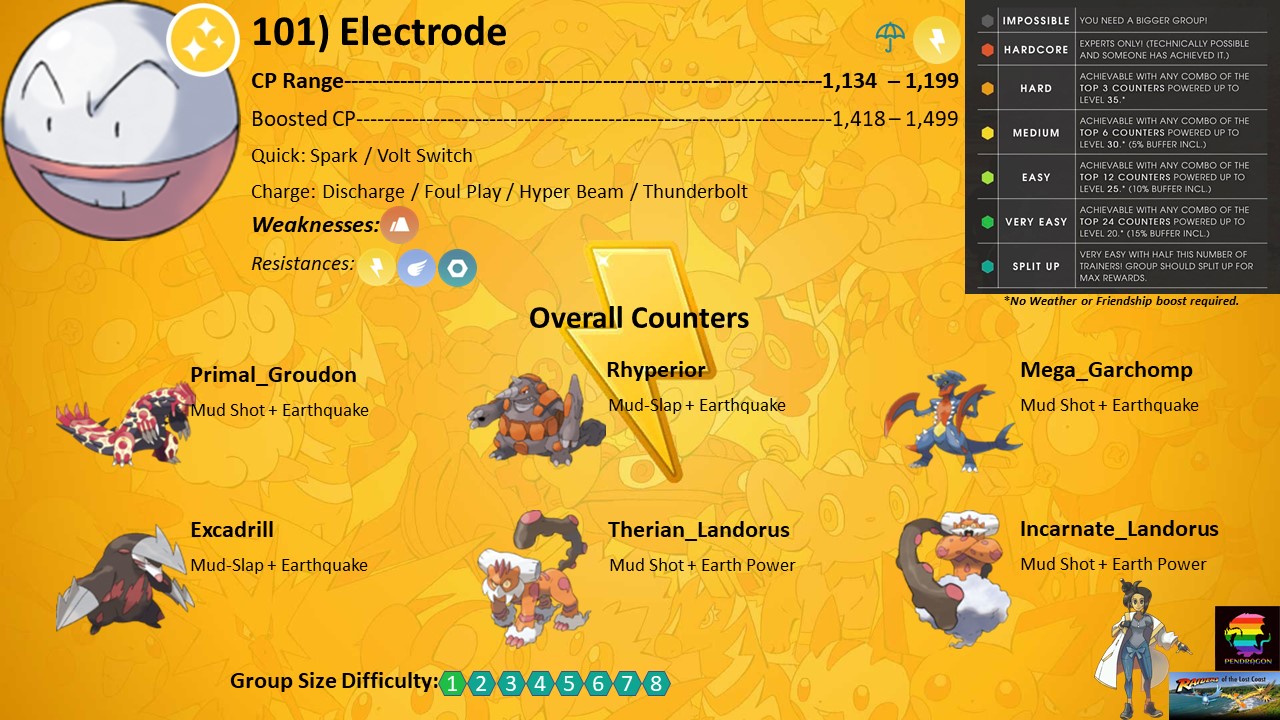 101) Electrode
CP Range------------------------------------------------------------------1,134 – 1,199
Boosted CP------------------------------------------------------------------1,418 – 1,499
Quick: Spark / Volt Switch
Charge: Discharge / Foul Play / Hyper Beam / Thunderbolt
Weaknesses:
Resistances:
IMPOSSIBLE YOU NEED A BIGGER GROUP!
HARDCORE EXPERTS ONLY! (TECHNICALLY POSSIBLE
AND SOMEONE HAS ACHIEVED IT.)
HARD ACHIEVABLE WITH ANY COMBO OF THE
TOP 3 COUNTERS POWERED UP TO
LEVEL 35.*
MEDIUM ACHIEVABLE WITH ANY COMBO OF THE
TOP 6 COUNTERS POWERED UP TO
LEVEL 30.* (5% BUFFER INCL.)
EASY ACHIEVABLE WITH ANY COMBO OF THE
TOP 12 COUNTERS POWERED UP TO
LEVEL 25.* (10% BUFFER INCL.)
VERY EASY ACHIEVABLE WITH ANY COMBO OF THE
TOP 24 COUNTERS POWERED UP TO
LEVEL 20.* (15% BUFFER INCL.)
SPLIT UP VERY EASY WITH HALF THIS NUMBER OF
TRAINERS! GROUP SHOULD SPLIT UP FOR
MAX REWARDS.
*No Weather or Friendship boost required.
Overall Counters
Primal_Groudon
Mud Shot + Earthquake
Rhyperior
Mud-Slap + Earthquake
Mega_Garchomp
Mud Shot + Earthquake
Excadrill
Mud-Slap + Earthquake
Therian_Landorus
Mud Shot + Earth Power
Incarnate_Landorus
Mud Shot + Earth Power
Group Size Difficulty: 1 2 3 4 5 6 7 8
PENDRAGON
RAIDERS of the Lost Coast